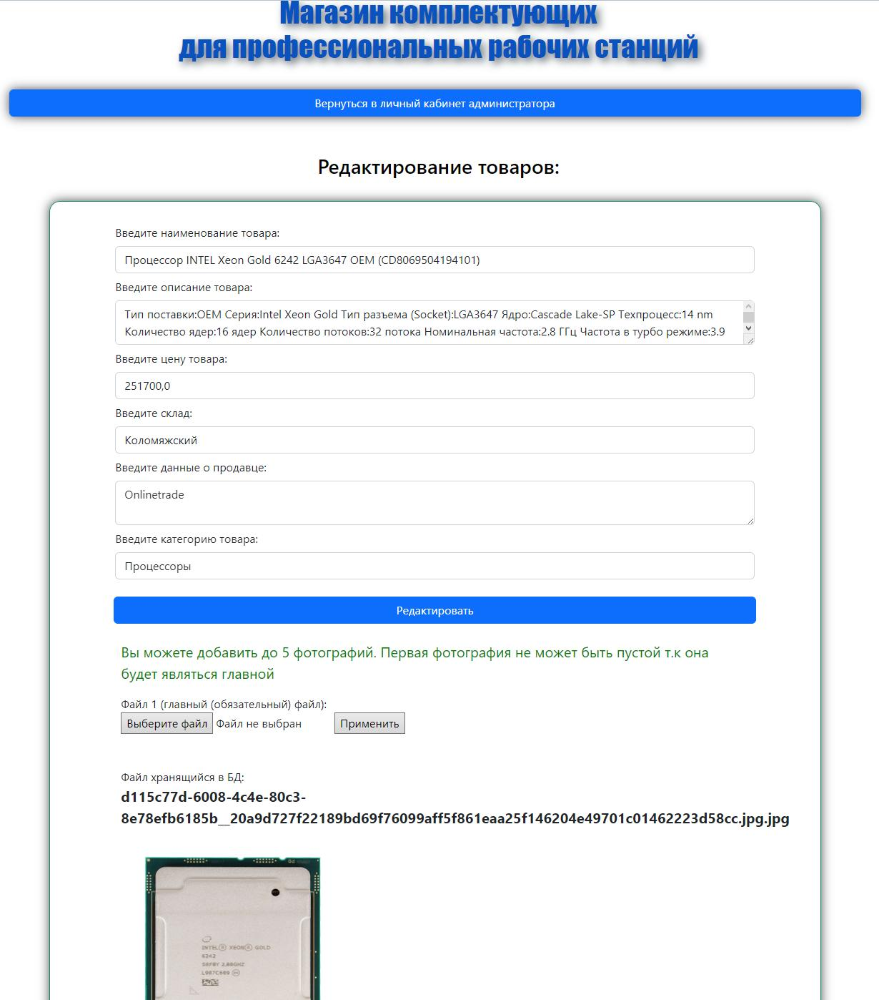 Магазин комплектующих
для профессиональных рабочих станций
Вернуться в личный кабинет администратора
Редактирование товаров:
Введите наименование товара:
Процессор INTEL Xeon Gold 6242 LGA3647 OEM (CD8069504194101)
Введите описание товара:
Тип поставки:OEM Серия:Intel Xeon Gold Тип разъема (Socket):LGA3647 Ядро:Cascade Lake-SP Техпроцесс:14 nm
Количество ядер:16 ядер Количество потоков:32 потока Номинальная частота:2.8 ГГц Частота в турбо режиме:3.9
Введите цену товара:
251700,0
Введите склад:
Коломяжский
Введите данные о продавце:
Onlinetrade
Введите категорию товара:
Процессоры
Редактировать
Вы можете добавить до 5 фотографий. Первая фотография не может быть пустой т.к она
будет являться главной
Файл 1 (главный (обязательный) файл):
Выберите файл Файл не выбран Применить
Файл хранящийся в БД:
d115c77d-6008-4c4e-80c3-
8e78efb6185b__20a9d727f22189bd69f76099aff5f861eaa25f146204e49701c01462223d58cc.jpg.jpg
INTEL® XEON® GOLD
6242
SRF8Y 2.80GHZ
L907C609